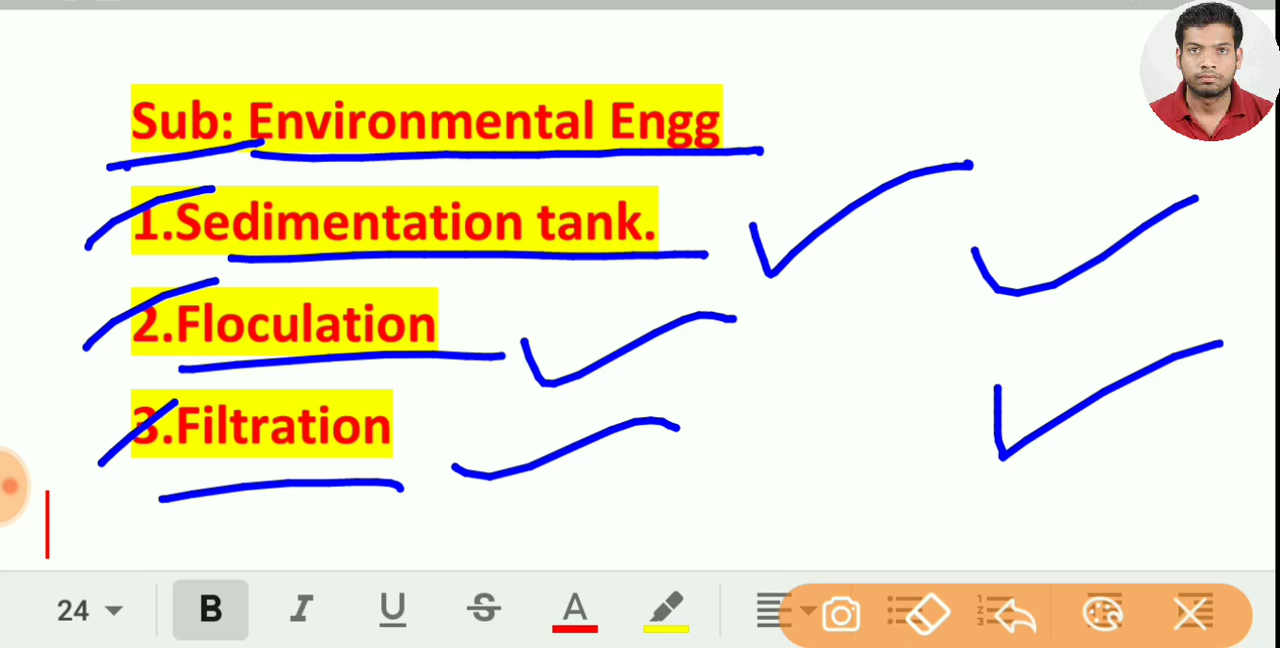 Sub: Environmental Engg
1.Sedimentation tank.
2.Floculation
3.Filtration
24 B I U S A